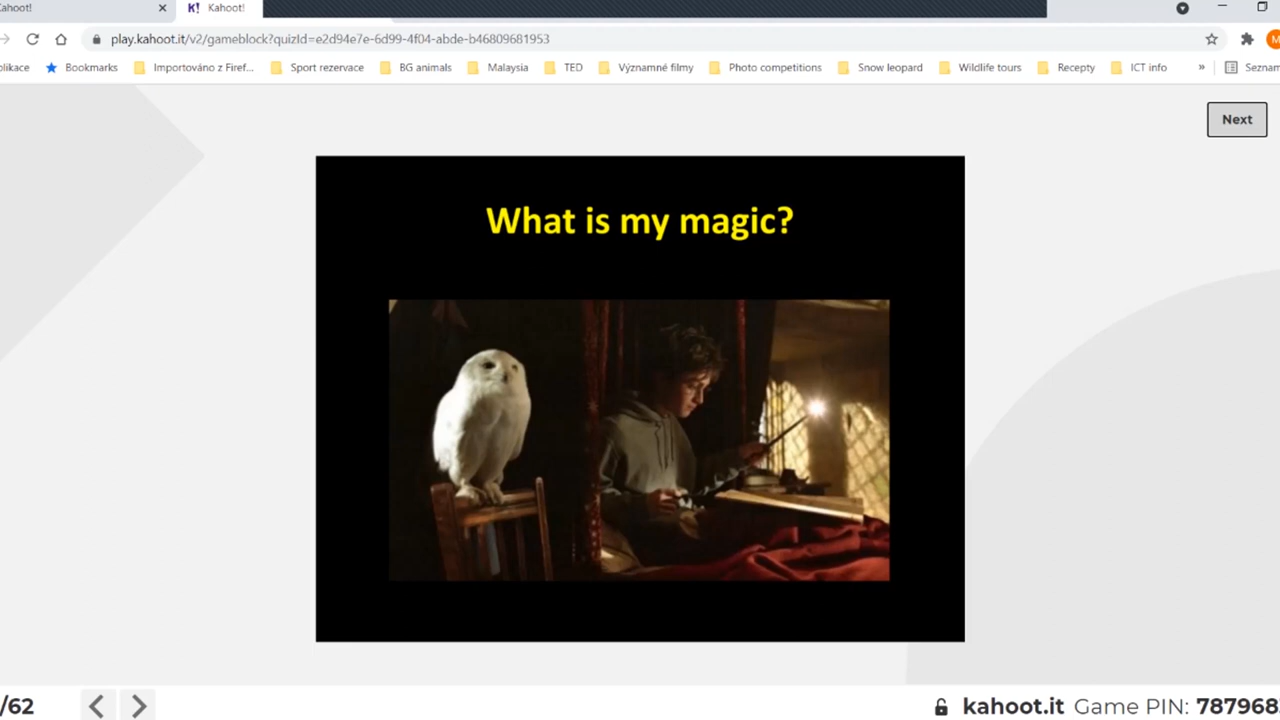 Kahoot!
play.kahoot.it/v2/gameblock?quizId=e2d94e7e-6d99-4f04-abde-b46809681953
Bookmarks Importováno z Firef... Sport rezervace BG animals Malaysia TED Významné filmy Photo competitions Snow leopard Wildlife tours Recepty ICT info » Seznam
Next
What is my magic?
/62 kahoot.it Game PIN: 787968